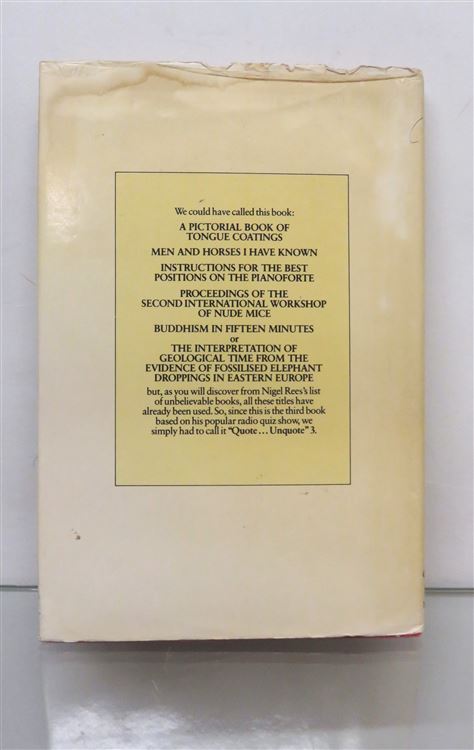 We could have called this book:
A PICTORIAL BOOK OF
TONGUE COATINGS
MEN AND HORSES I HAVE KNOWN
INSTRUCTIONS FOR THE BEST
POSITIONS ON THE PIANOFORTE
PROCEEDINGS OF THE
SECOND INTERNATIONAL WORKSHOP
OF NUDE MICE
BUDDHISM IN FIFTEEN MINUTES
or
THE INTERPRETATION OF
GEOLOGICAL TIME FROM THE
EVIDENCE OF FOSSILISED ELEPHANT
DROPPINGS IN EASTERN EUROPE
but, as you will discover from Nigel Rees's list
of unbelievable books, all these titles have
already been used. So, since this is the third book
based on his popular radio quiz show, we
simply had to call it "Quote... Unquote" 3.